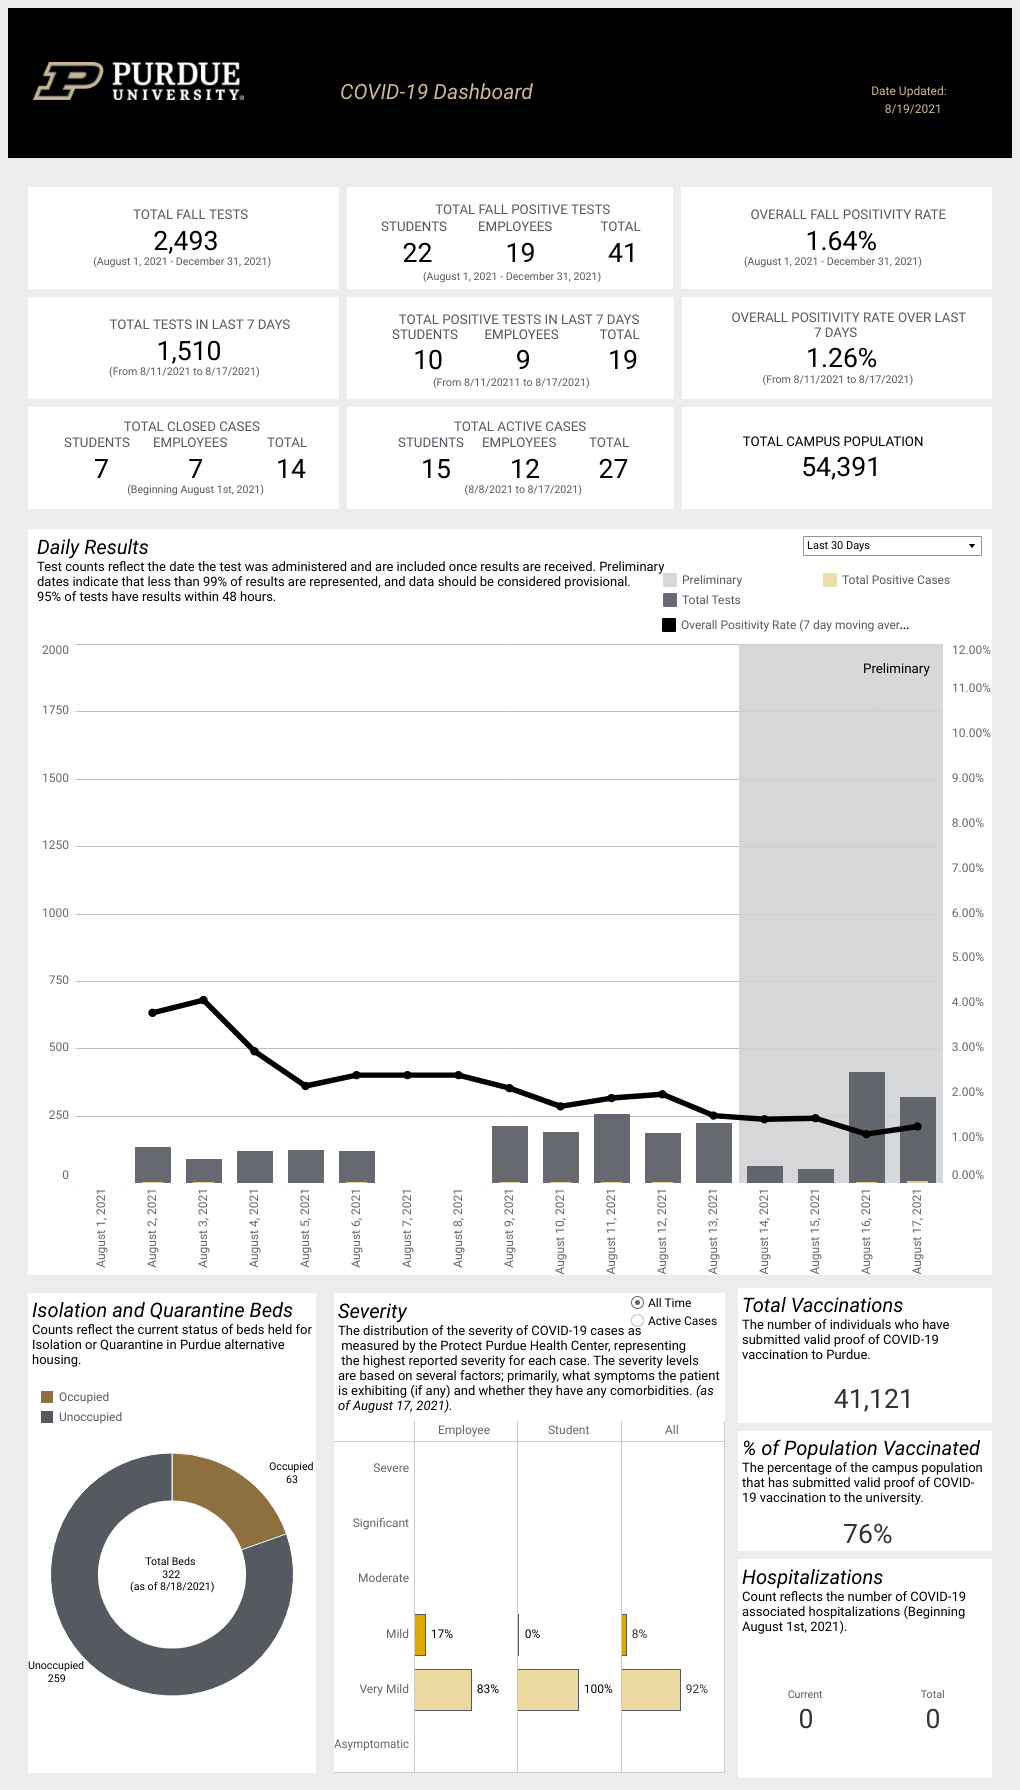 PURDUE
UNIVERSITY®
COVID-19 Dashboard
Date Updated:
8/19/2021
TOTAL FALL TESTS
2,493
(August 1, 2021 - December 31, 2021)
TOTAL FALL POSITIVE TESTS
STUDENTS EMPLOYEES TOTAL
22 19 41
(August 1, 2021 - December 31, 2021)
OVERALL FALL POSITIVITY RATE
1.64%
(August 1, 2021 - December 31, 2021)
TOTAL TESTS IN LAST 7 DAYS
1,510
(From 8/11/2021 to 8/17/2021)
TOTAL POSITIVE TESTS IN LAST 7 DAYS
STUDENTS EMPLOYEES TOTAL
10 9 19
(From 8/11/20211 to 8/17/2021)
OVERALL POSITIVITY RATE OVER LAST
7 DAYS
1.26%
(From 8/11/2021 to 8/17/2021)
TOTAL CLOSED CASES
STUDENTS EMPLOYEES TOTAL
7 7 14
(Beginning August 1st, 2021)
TOTAL ACTIVE CASES
STUDENTS EMPLOYEES TOTAL
15 12 27
(8/8/2021 to 8/17/2021)
TOTAL CAMPUS POPULATION
54,391
Daily Results
Test counts reflect the date the test was administered and are included once results are received. Preliminary
dates indicate that less than 99% of results are represented, and data should be considered provisional.
95% of tests have results within 48 hours.
Last 30 Days
Preliminary Total Positive Cases
Total Tests
Overall Positivity Rate (7 day moving aver...
Preliminary
2000
1750
1500
1250
1000
750
500
250
0
12.00%
11.00%
10.00%
9.00%
8.00%
7.00%
6.00%
5.00%
4.00%
3.00%
2.00%
1.00%
0.00%
August 1, 2021
August 2, 2021
August 3, 2021
August 4, 2021
August 5, 2021
August 6, 2021
August 7, 2021
August 8, 2021
August 9, 2021
August 10, 2021
August 11, 2021
August 12, 2021
August 13, 2021
August 14, 2021
August 15, 2021
August 16, 2021
August 17, 2021
Isolation and Quarantine Beds
Counts reflect the current status of beds held for
Isolation or Quarantine in Purdue alternative
housing.
Occupied
Unoccupied
Occupied
63
Total Beds
322
(as of 8/18/2021)
Unoccupied
259
Severity
All Time
Active Cases
The distribution of the severity of COVID-19 cases as
measured by the Protect Purdue Health Center, representing
the highest reported severity for each case. The severity levels
are based on several factors; primarily, what symptoms the patient
is exhibiting (if any) and whether they have any comorbidities. (as
of August 17, 2021).
Employee Student All
Severe
Significant
Moderate
Mild 17% 0% 8%
Very Mild 83% 100% 92%
Asymptomatic
Total Vaccinations
The number of individuals who have
submitted valid proof of COVID-19
vaccination to Purdue.
41,121
% of Population Vaccinated
The percentage of the campus population
that has submitted valid proof of COVID-
19 vaccination to the university.
76%
Hospitalizations
Count reflects the number of COVID-19
associated hospitalizations (Beginning
August 1st, 2021).
Current Total
0 0